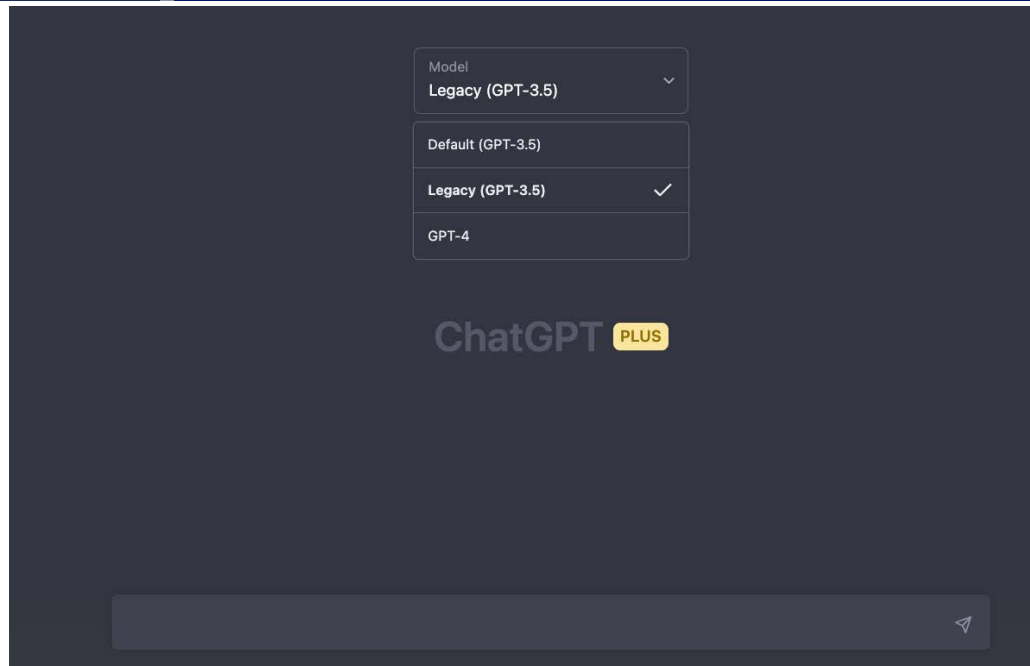 Model
Legacy (GPT-3.5)
Default (GPT-3.5)
Legacy (GPT-3.5)
GPT-4
ChatGPT PLUS